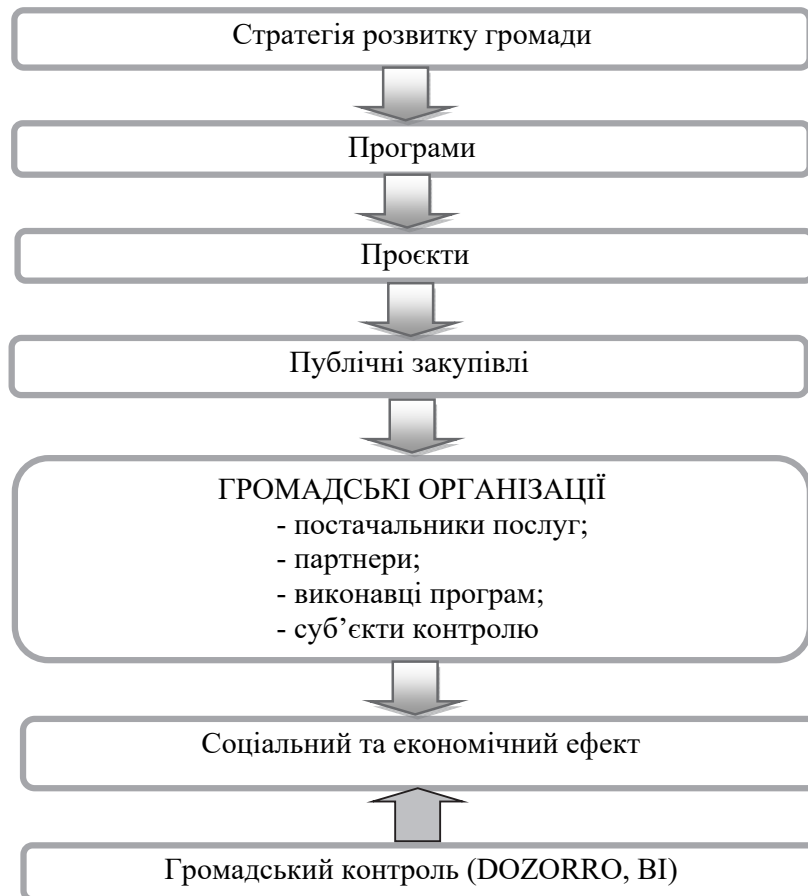 Стратегія розвитку громади
Програми
Проєкти
Публічні закупівлі
ГРОМАДСЬКІ ОРГАНІЗАЦІЇ
- постачальники послуг;
- партнери;
- виконавці програм;
- суб’єкти контролю
Соціальний та економічний ефект
Громадський контроль (DOZORRO, BI)